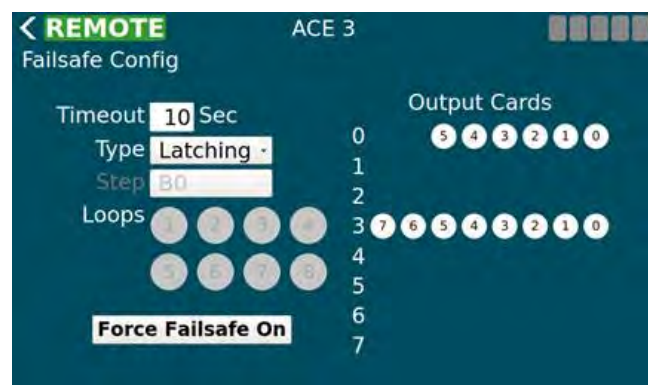 < REMOTE ACE 3
Failsafe Config
Timeout 10 Sec
Type Latching
Step B0
Loops 1 2 3 4
5 6 7 8
Force Failsafe On
Output Cards
0 5 4 3 2 1 0
1
2
3 7 6 5 4 3 2 1 0
4
5
6
7